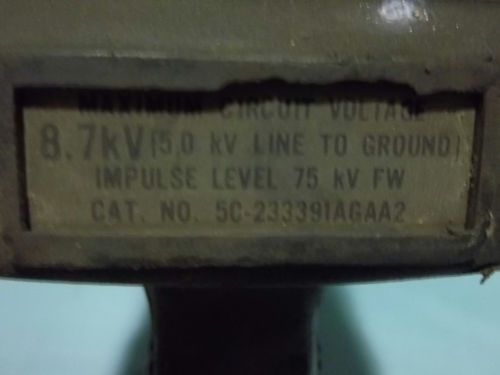 MAXIMUM CIRCUIT VOLTAGE
8.7kV (5.0 kV LINE TO GROUND)
IMPULSE LEVEL 75 kV FW
CAT. NO. 5C-233391AGAA2